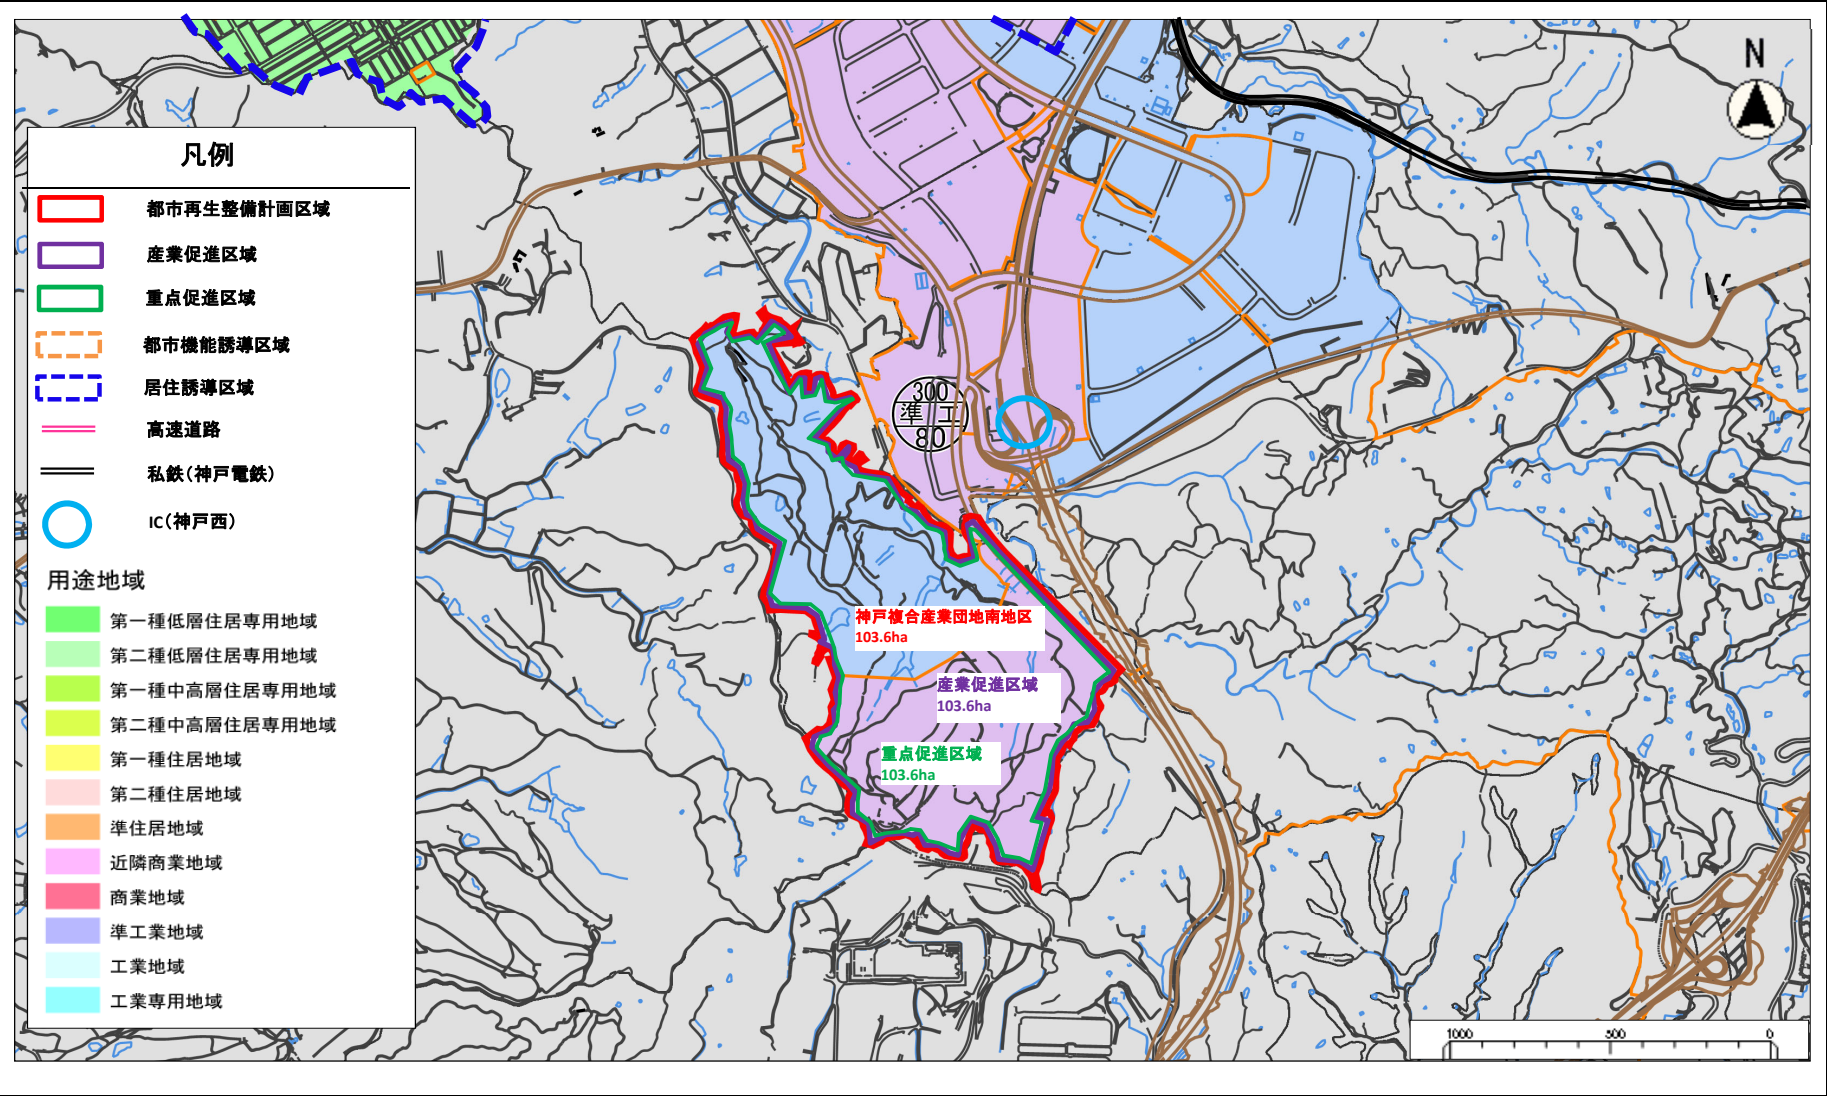 N
凡例
都市再生整備計画区域
産業促進区域
重点促進区域
都市機能誘導区域
居住誘導区域
高速道路
私鉄（神戸電鉄）
IC（神戸西）
用途地域
第一種低層住居専用地域
第二種低層住居専用地域
第一種中高層住居専用地域
第二種中高層住居専用地域
第一種住居地域
第二種住居地域
準住居地域
近隣商業地域
商業地域
準工業地域
工業地域
工業専用地域
300
準 工
80
神戸複合産業団地南地区
103.6ha
産業促進区域
103.6ha
重点促進区域
103.6ha
1000 500 0